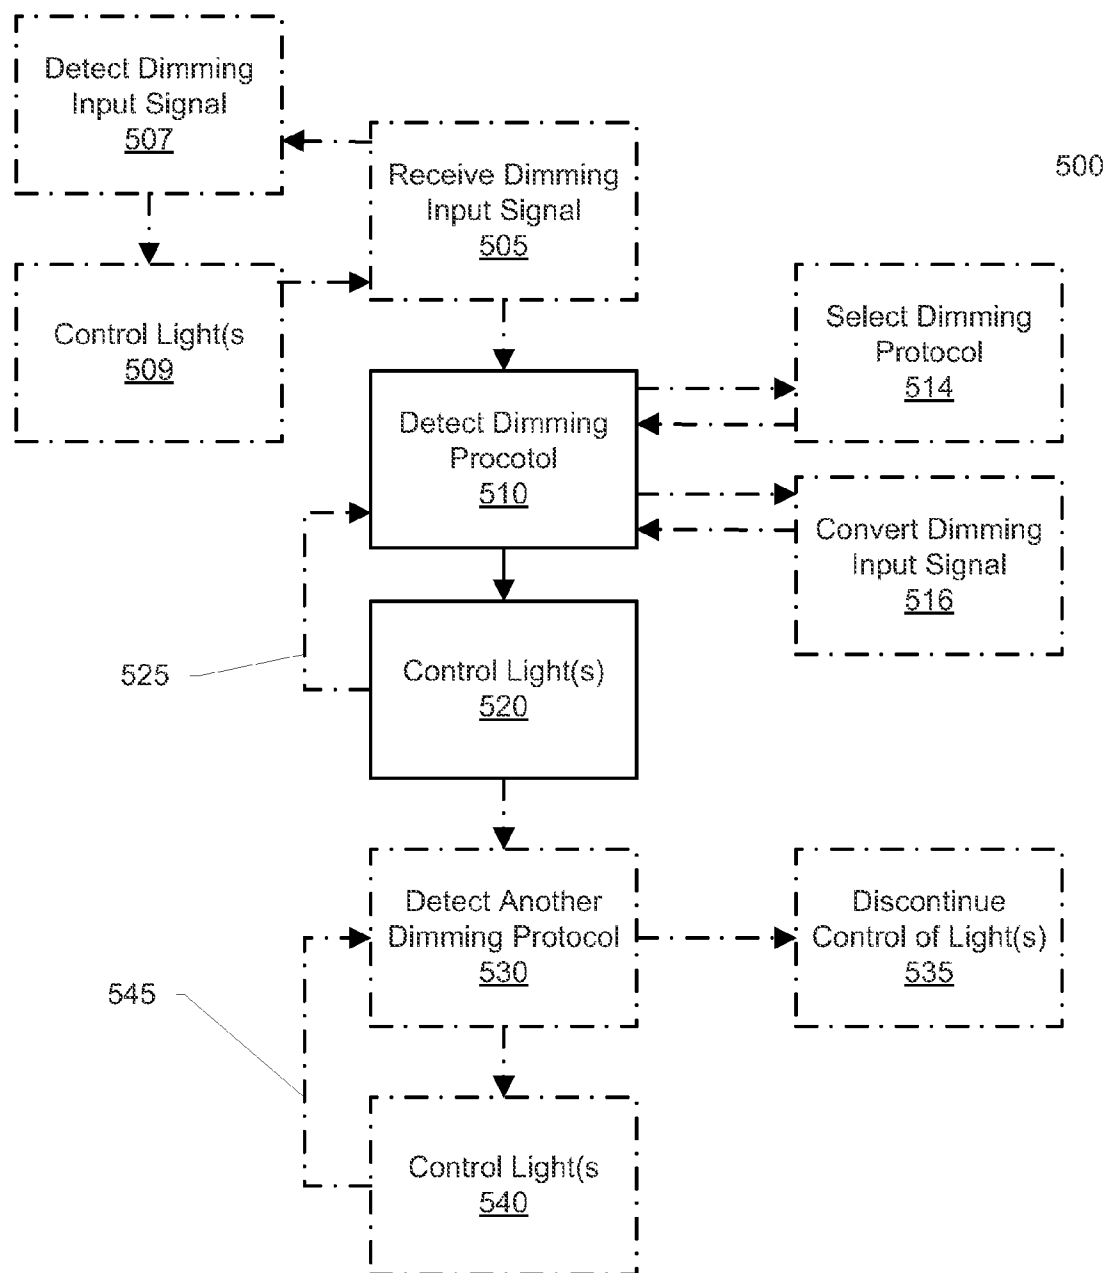 Detect Dimming
Input Signal
507
Receive Dimming
Input Signal
505
500
Control Light(s
509
Select Dimming
Protocol
514
Detect Dimming
Procotol
510
Convert Dimming
Input Signal
516
525
Control Light(s)
520
Detect Another
Dimming Protocol
530
Discontinue
Control of Light(s)
535
545
Control Light(s
540